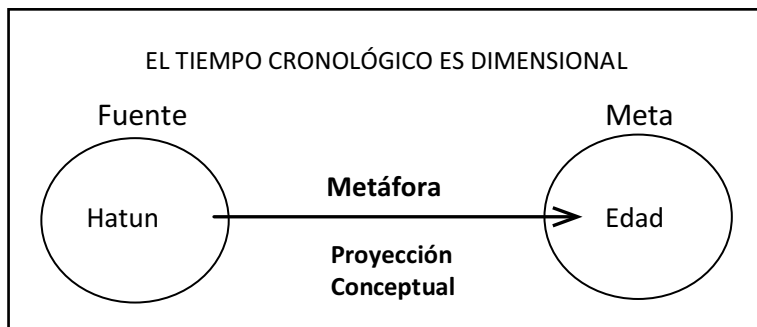 EL TIEMPO CRONOLÓGICO ES DIMENSIONAL
Fuente
Meta
Metáfora
Hatun
Edad
Proyección
Conceptual